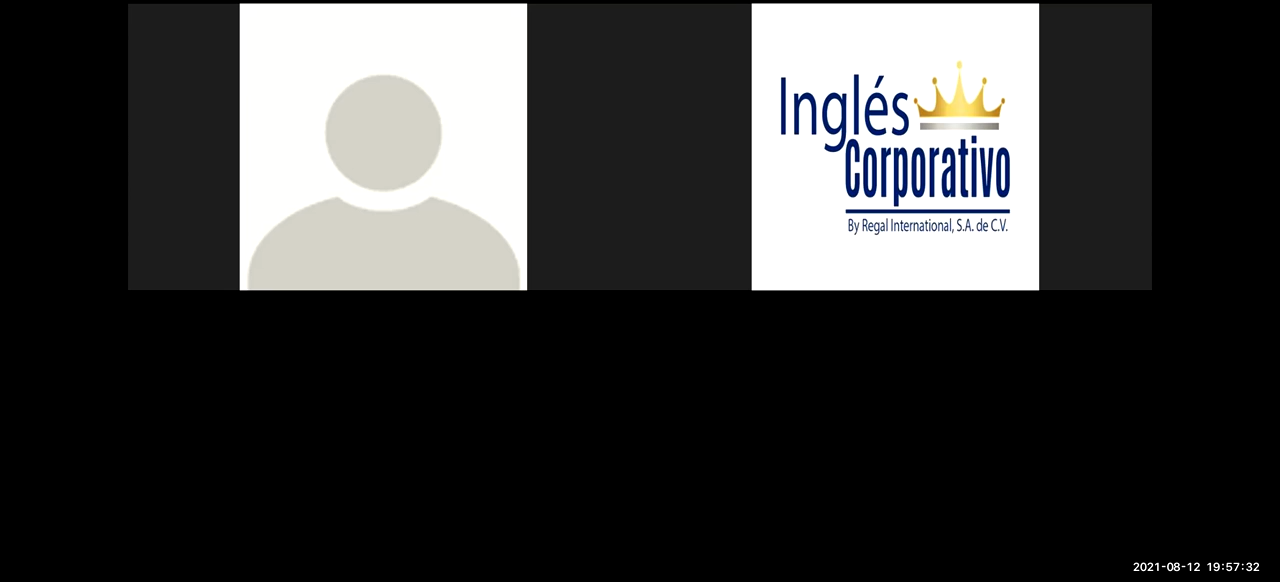 Inglés
Corporativo
By Regal International, S.A. de C.V.
2021-08-12 19:57:32